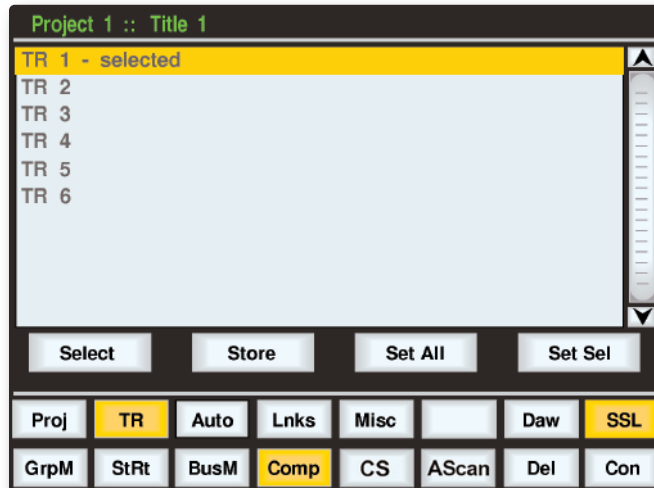 Project 1 :: Title 1
TR 1 - selected
TR 2
TR 3
TR 4
TR 5
TR 6
Select Store Set All Set Sel
Proj TR Auto Lnks Misc Daw SSL
GrpM StRt BusM Comp CS AScan Del Con